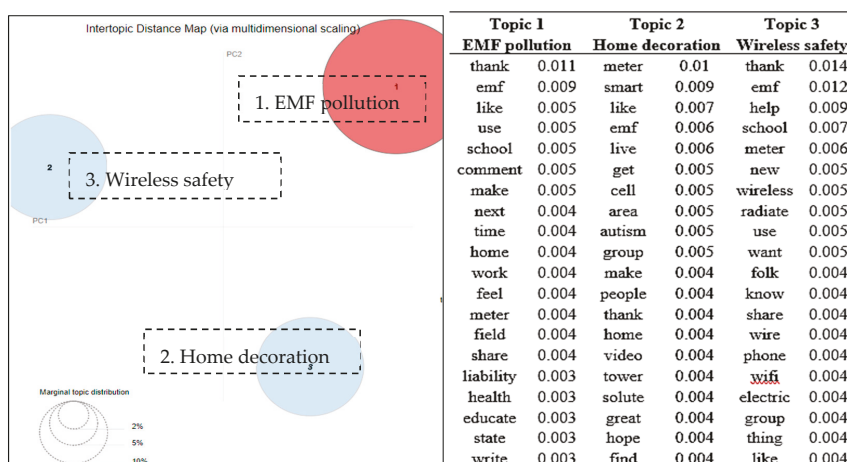 Intertopic Distance Map (via multidimensional scaling)
PC2
1
1. EMF pollution
2
3. Wireless safety
PC1
2. Home decoration
3
Marginal topic distribution
2%
5%
10%
Topic 1 Topic 2 Topic 3
EMF pollution Home decoration Wireless safety
thank 0.011 meter 0.01 thank 0.014
emf 0.009 smart 0.009 emf 0.012
like 0.005 like 0.007 help 0.009
use 0.005 emf 0.006 school 0.007
school 0.005 live 0.006 meter 0.006
comment 0.005 get 0.005 new 0.005
make 0.005 cell 0.005 wireless 0.005
next 0.004 area 0.005 radiate 0.005
time 0.004 autism 0.005 use 0.005
home 0.004 group 0.005 want 0.005
work 0.004 make 0.004 folk 0.004
feel 0.004 people 0.004 know 0.004
meter 0.004 thank 0.004 share 0.004
field 0.004 home 0.004 wire 0.004
share 0.004 video 0.004 phone 0.004
liability 0.003 tower 0.004 wifi 0.004
health 0.003 solute 0.004 electric 0.004
educate 0.003 great 0.004 group 0.004
state 0.003 hope 0.004 thing 0.004
write 0.003 find 0.004 like 0.004